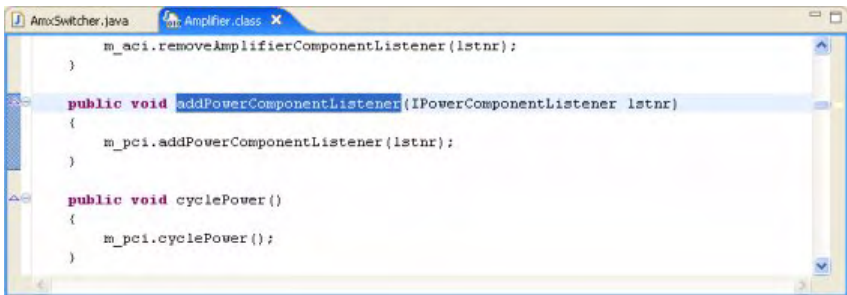 AmxSwitcher.java Amplifier.class
m_aci.removeAmplifierComponentListener(lstnr);
}
public void addPowerComponentListener(IPowerComponentListener lstnr)
{
m_pci.addPowerComponentListener(lstnr);
}
public void cyclePower()
{
m_pci.cyclePower();
}